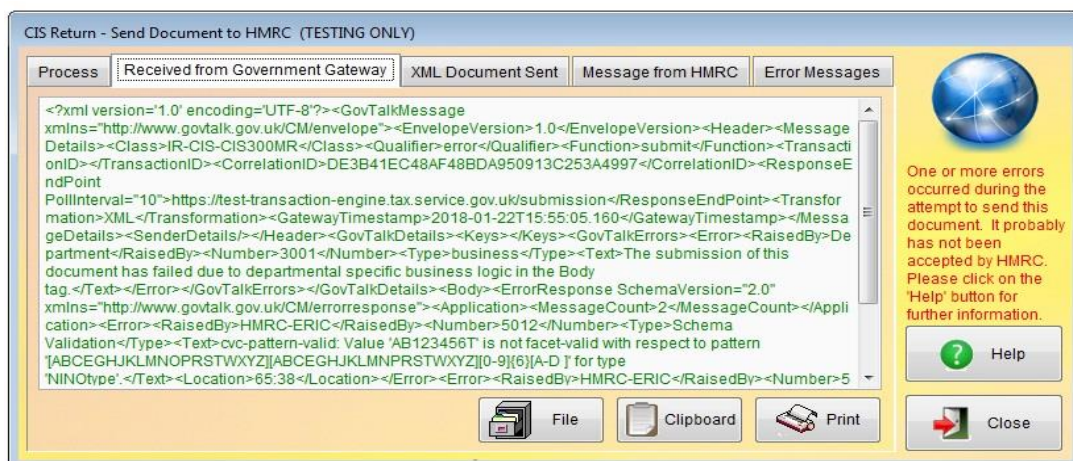 CIS Return - Send Document to HMRC (TESTING ONLY)
Process
Received from Government Gateway
XML Document Sent
Message from HMRC
Error Messages
<?xml version='1.0' encoding='UTF-8'?><GovTalkMessage
xmlns="http://www.govtalk.gov.uk/CM/envelope"><EnvelopeVersion>1.0</EnvelopeVersion><Header><Message
Details><Class>IR-CIS-CIS300MR</Class><Qualifier>error</Qualifier><Function>submit</Function><Transacti
onID></TransactionID><CorrelationID>DE3B41EC48AF48BDA950913C253A4997</CorrelationID><ResponseE
ndPoint
PollInterval="10">https://test-transaction-engine.tax.service.gov.uk/submission</ResponseEndPoint><Transfor
mation>XML</Transformation><GatewayTimestamp>2018-01-22T15:55:05.160</GatewayTimestamp></Messa
geDetails><SenderDetails/></Header><GovTalkDetails><Keys></Keys><GovTalkErrors><Error><RaisedBy>De
partment</RaisedBy><Number>3001</Number><Type>business</Type><Text>The submission of this
document has failed due to departmental specific business logic in the Body
tag.</Text></Error></GovTalkErrors></GovTalkDetails><Body><ErrorResponse SchemaVersion="2.0"
xmlns="http://www.govtalk.gov.uk/CM/errorresponse"><Application><MessageCount>2</MessageCount></Appli
cation><Error><RaisedBy>HMRC-ERIC</RaisedBy><Number>5012</Number><Type>Schema
Validation</Type><Text>cvc-pattern-valid: Value 'AB123456T' is not facet-valid with respect to pattern
'[ABCEGHJKLMNOPRSTWXYZ][ABCEGHJKLMNPRSTWXYZ][0-9]{6}[A-D ]' for type
'NINOtype'.</Text><Location>65:38</Location></Error><Error><RaisedBy>HMRC-ERIC</RaisedBy><Number>5
File
Clipboard
Print
One or more errors
occurred during the
attempt to send this
document. It probably
has not been
accepted by HMRC.
Please click on the
'Help' button for
further information.
Help
Close